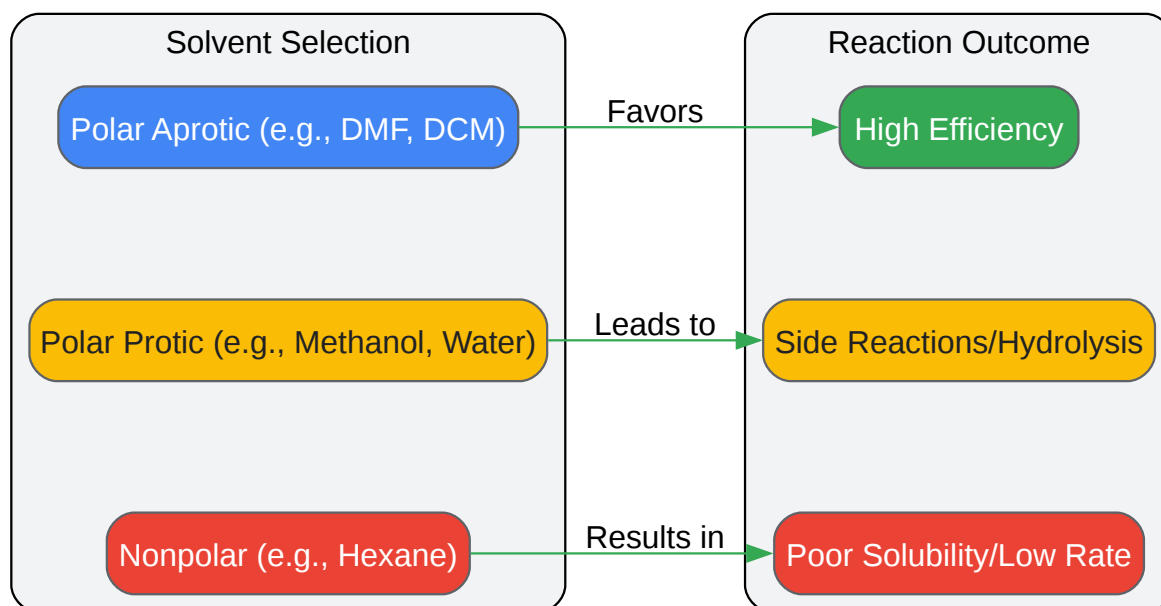 Solvent Selection
Reaction Outcome
Polar Aprotic (e.g., DMF, DCM)
Favors
High Efficiency
Polar Protic (e.g., Methanol, Water)
Leads to
Side Reactions/Hydrolysis
Nonpolar (e.g., Hexane)
Results in
Poor Solubility/Low Rate